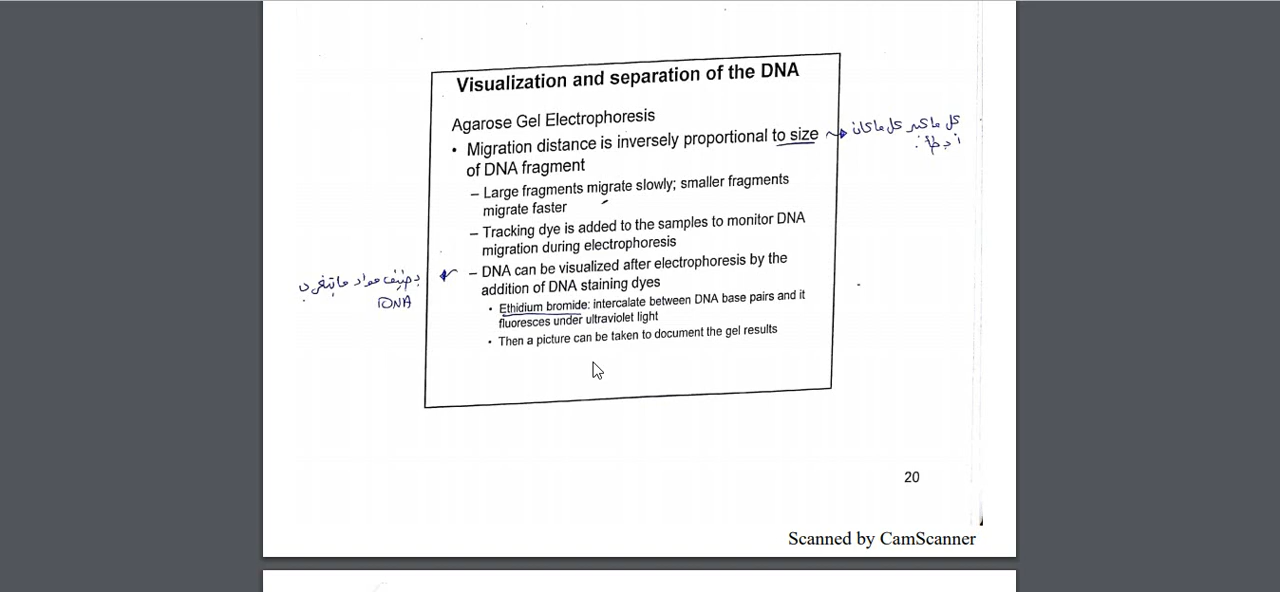 Visualization and separation of the DNA
Agarose Gel Electrophoresis
• Migration distance is inversely proportional to size
of DNA fragment
– Large fragments migrate slowly; smaller fragments
migrate faster
– Tracking dye is added to the samples to monitor DNA
migration during electrophoresis
– DNA can be visualized after electrophoresis by the
addition of DNA staining dyes
• Ethidium bromide: intercalate between DNA base pairs and it
fluoresces under ultraviolet light
• Then a picture can be taken to document the gel results
كل ما كبر كل ما كان
بضيف مواد
DNA
20
Scanned by CamScanner